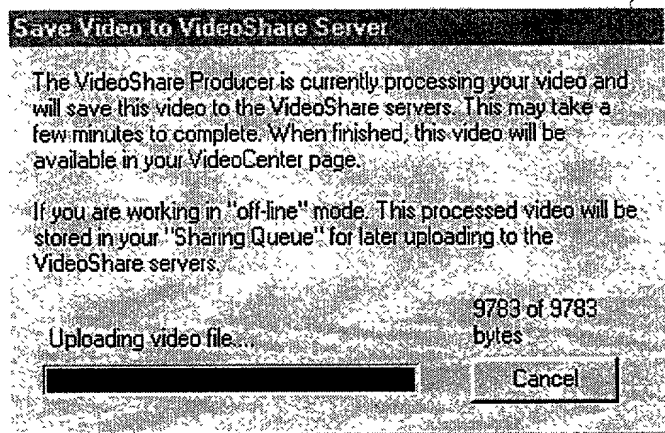 Save Video to VideoShare Server
The VideoShare Producer is currently processing your video and
will save this video to the VideoShare servers. This may take a
few minutes to complete. When finished, this video will be
available in your VideoCenter page.
If you are working in "off-line" mode. This processed video will be
stored in your "Sharing Queue" for later uploading to the
VideoShare servers.
9783 of 9783
bytes
Uploading video file....
Cancel